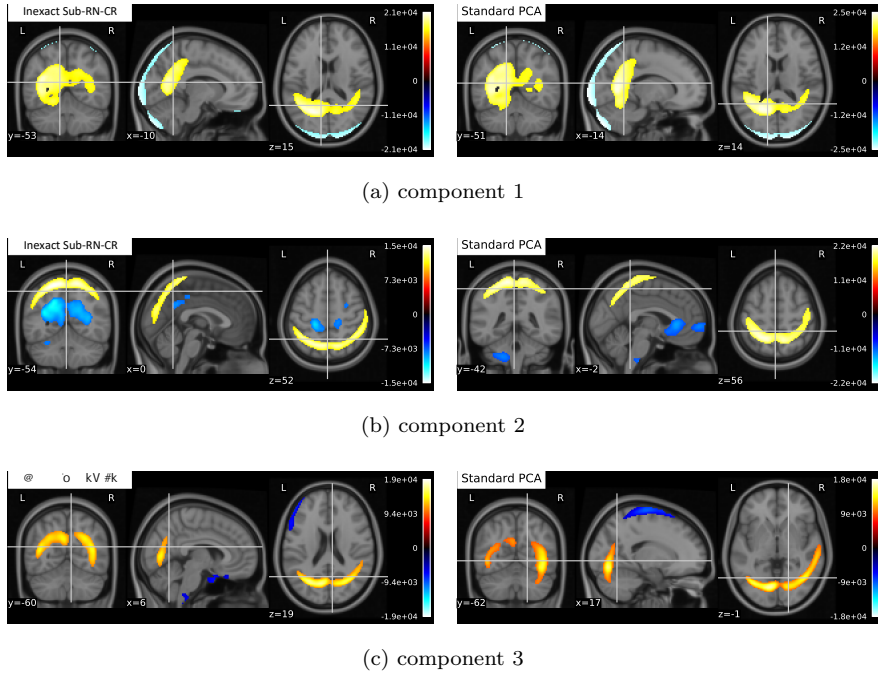 Inexact Sub-RN-CR
L R
y=-53 x=-10 z=15
L R
2.1e+04
1.1e+04
0
-1.1e+04
-2.1e+04
Standard PCA
L R
y=-51 x=-14 z=14
L R
2.5e+04
1.2e+04
0
-1.2e+04
-2.5e+04
(a) component 1
Inexact Sub-RN-CR
L R
y=-54 x=0 z=52
L R
1.5e+04
7.3e+03
0
-7.3e+03
-1.5e+04
Standard PCA
L R
y=-42 x=-2 z=56
L R
2.2e+04
1.1e+04
0
-1.1e+04
-2.2e+04
(b) component 2
@ o kV #k
L R
y=-60 x=6 z=19
L R
1.9e+04
9.4e+03
0
-9.4e+03
-1.9e+04
Standard PCA
L R
y=-62 x=17 z=-1
L R
1.8e+04
9e+03
0
-9e+03
-1.8e+04
(c) component 3